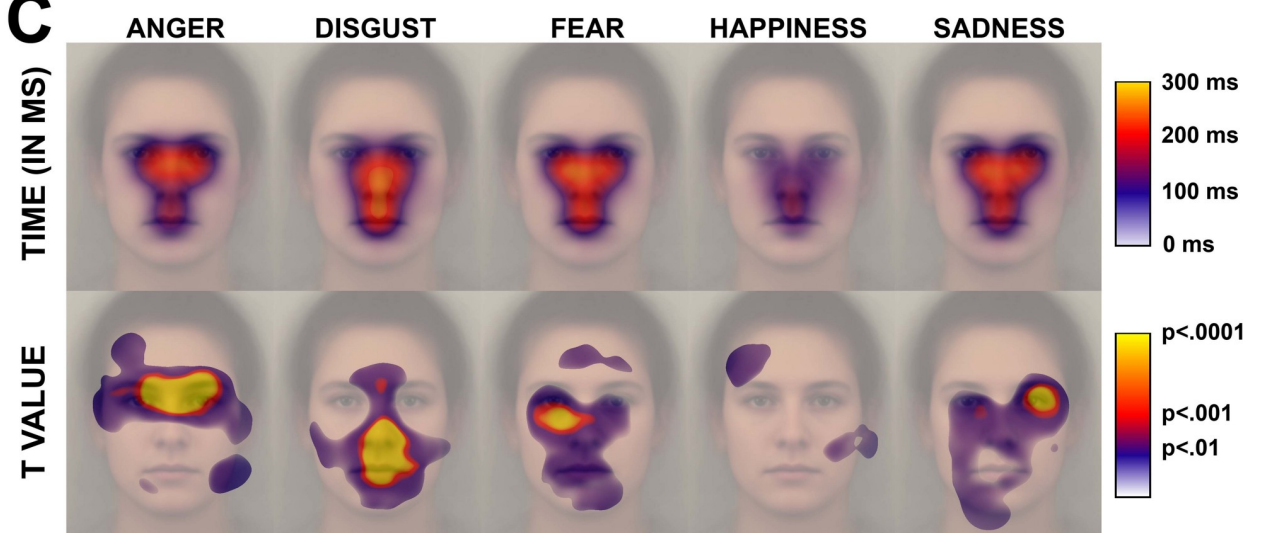 C
ANGER DISGUST FEAR HAPPINESS SADNESS
TIME (IN MS)
300 ms
200 ms
100 ms
0 ms
T VALUE
p<.0001
p<.001
p<.01